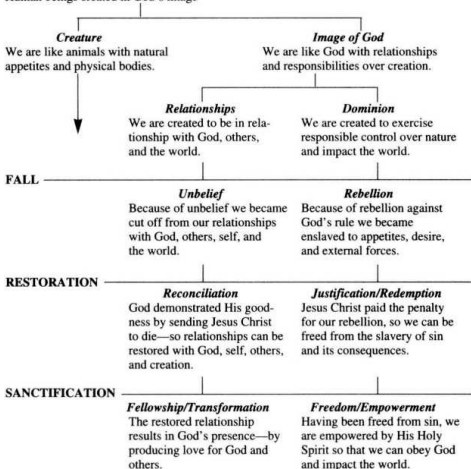 Creature
We are like animals with natural
appetites and physical bodies.
Image of God
We are like God with relationships
and responsibilities over creation.
Relationships
We are created to be in rela-
tionship with God, others,
and the world.
Dominion
We are created to exercise
responsible control over nature
and impact the world.
FALL
Unbelief
Because of unbelief we became
cut off from our relationships
with God, others, self, and
the world.
Rebellion
Because of rebellion against
God's rule we became
enslaved to appetites, desire,
and external forces.
RESTORATION
Reconciliation
God demonstrated His good-
ness by sending Jesus Christ
to die—so relationships can be
restored with God, self, others,
and creation.
Justification/Redemption
Jesus Christ paid the penalty
for our rebellion, so we can be
freed from the slavery of sin
and its consequences.
SANCTIFICATION
Fellowship/Transformation
The restored relationship
results in God's presence—by
producing love for God and
others.
Freedom/Empowerment
Having been freed from sin, we
are empowered by His Holy
Spirit so that we can obey God
and impact the world.